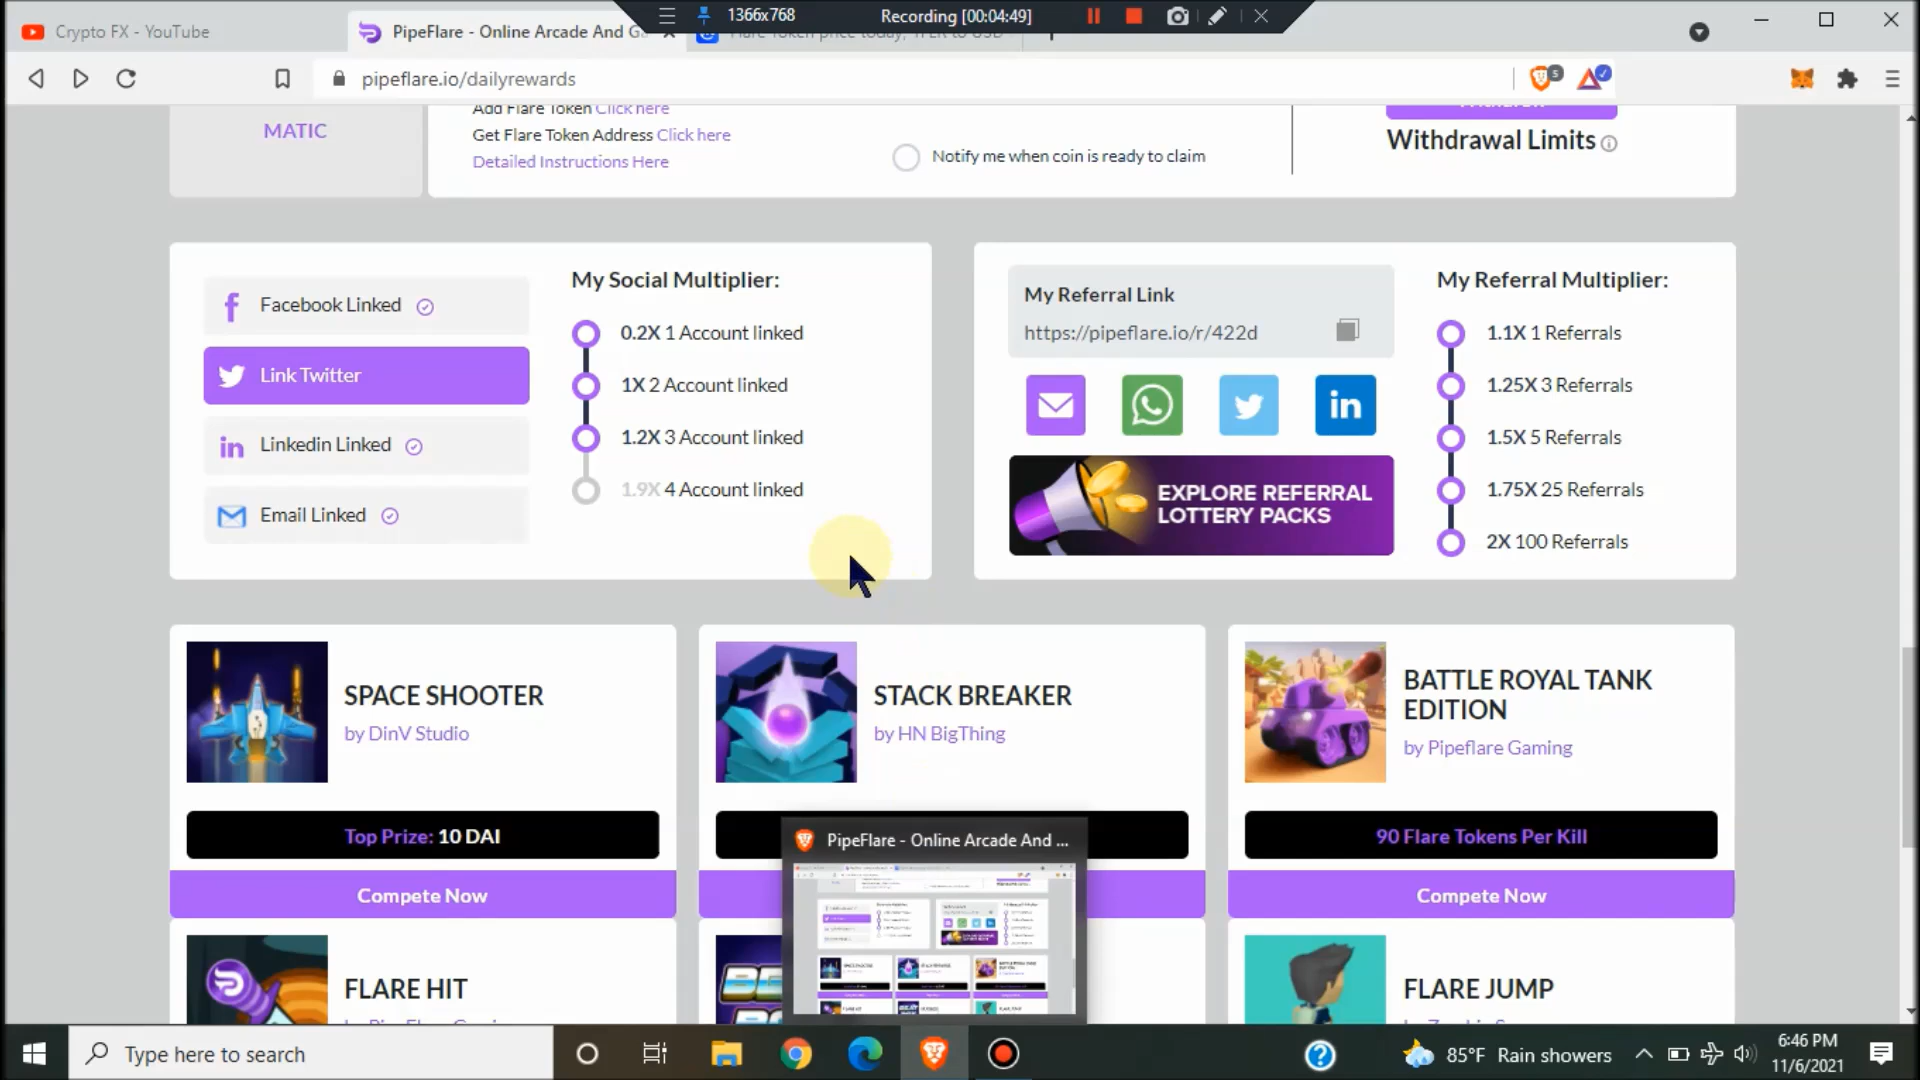 1366x768
Recording [00:04:49]
Crypto FX - YouTube
PipeFlare - Online Arcade And G
Flare Token price today, 1FLR to USD
pipeflare.io/dailyrewards
5
MATIC
Add Flare Token Click here
Get Flare Token Address Click here
Detailed Instructions Here
Notify me when coin is ready to claim
Withdrawal Limits
Facebook Linked
Link Twitter
Linkedin Linked
Email Linked
My Social Multiplier:
0.2X 1 Account linked
1X 2 Account linked
1.2X 3 Account linked
1.9X 4 Account linked
My Referral Link
https://pipeflare.io/r/422d
EXPLORE REFERRAL
LOTTERY PACKS
My Referral Multiplier:
1.1X 1 Referrals
1.25X 3 Referrals
1.5X 5 Referrals
1.75X 25 Referrals
2X 100 Referrals
SPACE SHOOTER
by DinV Studio
Top Prize: 10 DAI
Compete Now
STACK BREAKER
by HN BigThing
BATTLE ROYAL TANK
EDITION
by Pipeflare Gaming
90 Flare Tokens Per Kill
Compete Now
PipeFlare - Online Arcade And ...
FLARE HIT
FLARE JUMP
Type here to search
85°F Rain showers
6:46 PM
11/6/2021